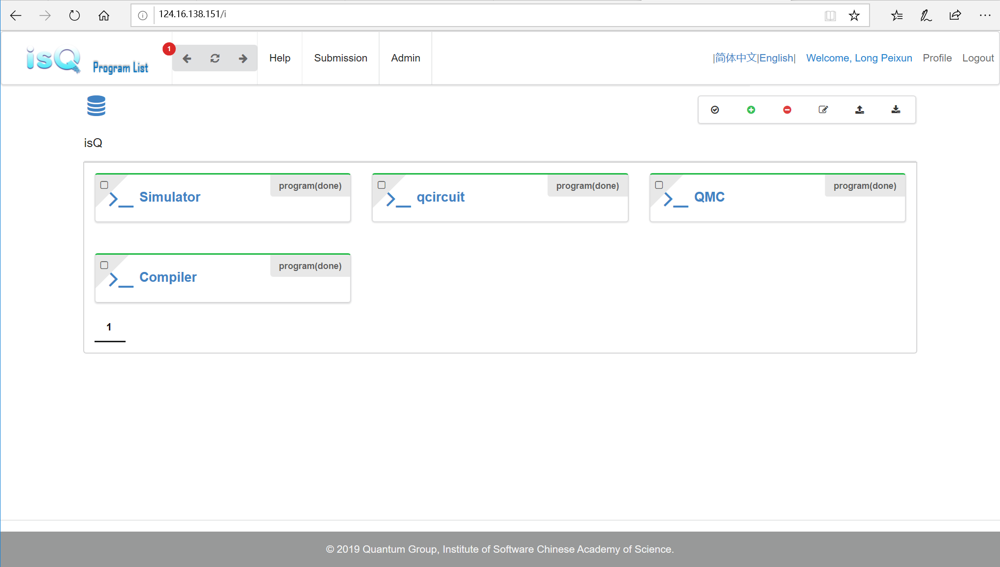 124.16.138.151/i
isQ Program List
1
Help
Submission
Admin
|简体中文|English|
Welcome, Long Peixun
Profile
Logout
isQ
Simulator
program(done)
qcircuit
program(done)
QMC
program(done)
Compiler
program(done)
1
© 2019 Quantum Group, Institute of Software Chinese Academy of Science.